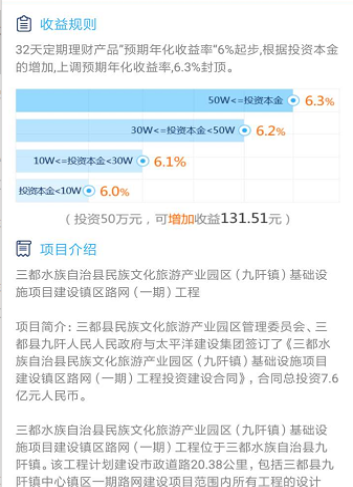 收益规则
32天定期理财产品"预期年化收益率"6%起步,根据投资本金
的增加,上调预期年化收益率,6.3%封顶。
50W<=投资本金 6.3%
30W<=投资本金<50W 6.2%
10W<=投资本金<30W 6.1%
投资本金<10W 6.0%
（投资50万元，可增加收益131.51元）
项目介绍
三都水族自治县民族文化旅游产业园区（九阡镇）基础设
施项目建设镇区路网（一期）工程
项目简介：三都县民族文化旅游产业园区管理委员会、三
都县九阡人民人民政府与太平洋建设集团签订了《三都水
族自治县民族文化旅游产业园区（九阡镇）基础设施项目
建设镇区路网（一期）工程投资建设合同》，合同总投资7.6
亿元人民币。
三都水族自治县民族文化旅游产业园区（九阡镇）基础设
施项目建设镇区路网（一期）工程位于三都水族自治县九
阡镇。该工程计划建设市政道路20.38公里，包括三都县九
阡镇中心镇区一期路网建设项目范围内所有工程的设计